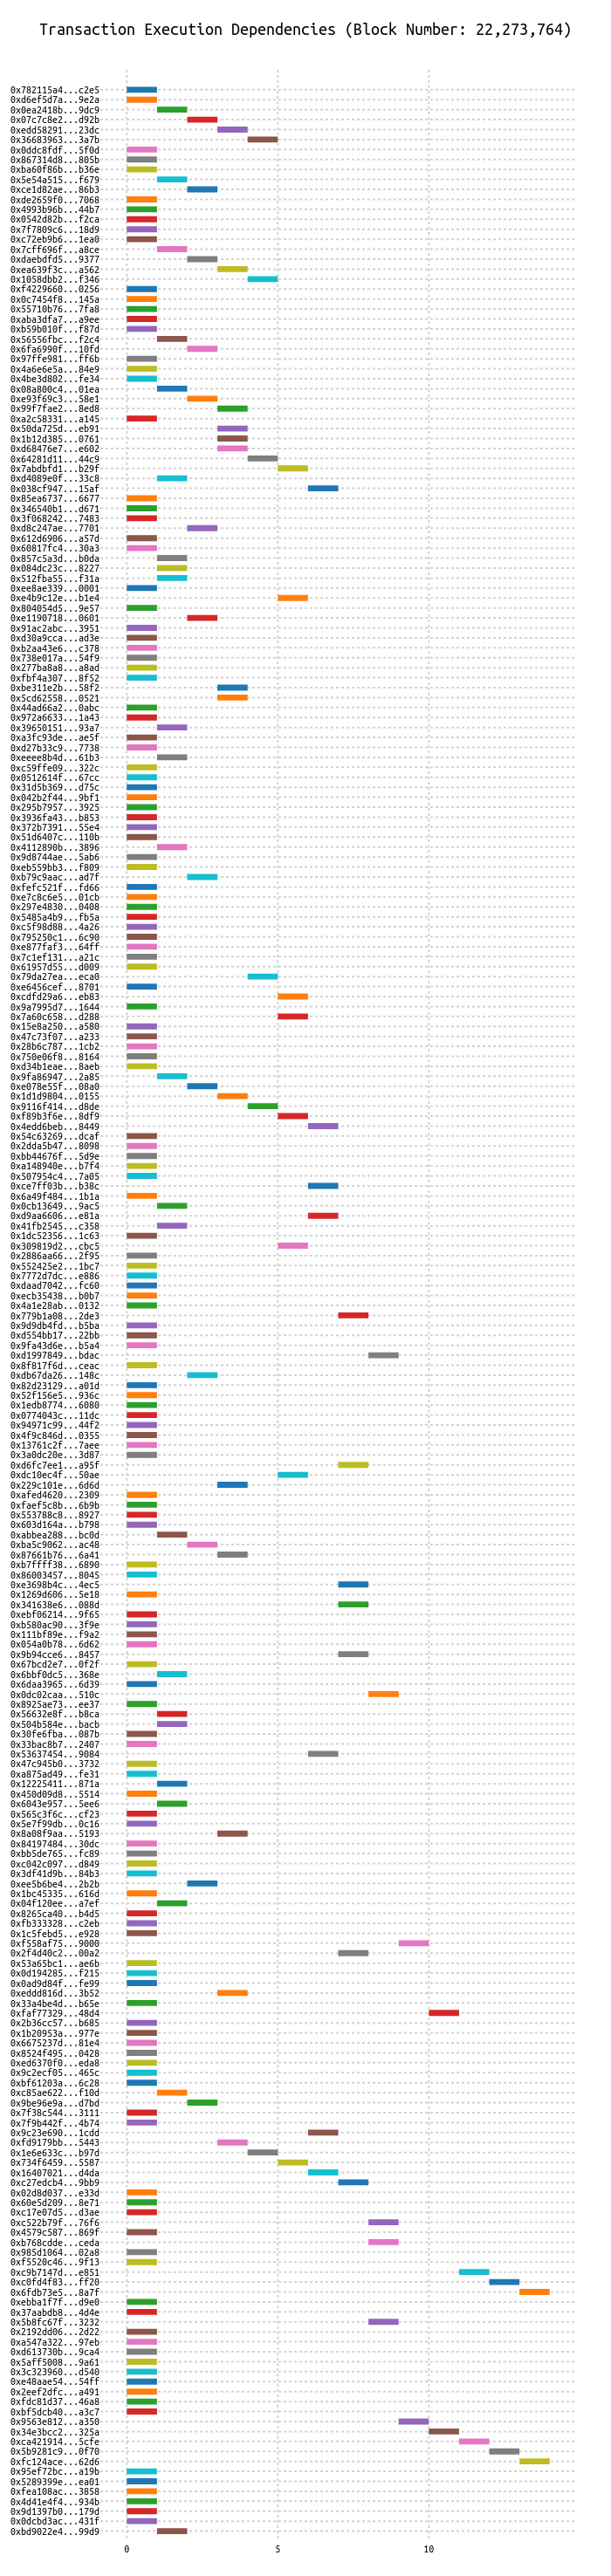 Transaction Execution Dependencies (Block Number: 22,273,764)
0x782115a4...c2e5
0xd6ef5d7a...9e2a
0x0ea2418b...9dc9
0x07c7c8e2...d92b
0xedd58291...23dc
0x36683963...3a7b
0x0ddc8fdf...5f0d
0x867314d8...805b
0xba60f86b...b36e
0x5e54a515...f679
0xce1d82ae...86b3
0xde2659f0...7068
0x4993b96b...44b7
0x0542d82b...f2ca
0x7f7809c6...18d9
0xc72eb9b6...1ea0
0x7cff696f...a8ce
0xdaebdfd5...9377
0xea639f3c...a562
0x1058dbb2...f346
0xf4229660...0256
0x0c7454f8...145a
0x55710b76...7fa8
0xaba3dfa7...a9ee
0xb59b010f...f87d
0x56556fbc...f2c4
0x6fa6990f...10fd
0x97ffe981...ff6b
0x4a6e6e5a...84e9
0x4be3d802...fe34
0x08a800c4...01ea
0xe93f69c3...58e1
0x99f7fae2...8ed8
0xa2c58331...a145
0x50da725d...eb91
0x1b12d385...0761
0xd68476e7...e602
0x64281d11...44c9
0x7abdbfd1...b29f
0xd4089e0f...33c8
0x038cf947...15af
0x85ea6737...6677
0x346540b1...d671
0x3f068242...7483
0xd8c247ae...7701
0x612d6906...a57d
0x60817fc4...30a3
0x857c5a3d...b0da
0x084dc23c...8227
0x512fba55...f31a
0xee8ae339...0001
0xe4b9c12e...b1e4
0x804054d5...9e57
0xe1190718...0601
0x91ac2abc...3951
0xd30a9cca...ad3e
0xb2aa43e6...c378
0x738e017a...54f9
0x277ba8a8...a8ad
0xfbf4a307...8f52
0xbe311e2b...58f2
0x5cd62558...0521
0x44ad66a2...0abc
0x972a6633...1a43
0x39650151...93a7
0xa3fc93de...ae5f
0xd27b33c9...7738
0xeeee8b4d...61b3
0xc59ffe09...322c
0x0512614f...67cc
0x31d5b369...d75c
0x042b2f44...9bf1
0x295b7957...3925
0x3936fa43...b853
0x372b7391...55e4
0x51d6407c...110b
0x4112890b...3896
0x9d8744ae...5ab6
0xeb559bb3...f809
0xb79c9aac...ad7f
0xfefc521f...fd66
0xe7c8c6e5...01cb
0x297e4830...0408
0x5485a4b9...fb5a
0xc5f98d88...4a26
0x795250c1...6c90
0xe877faf3...64ff
0x7c1ef131...a21c
0x61957d55...d009
0x79da27ea...eca0
0xe6456cef...8701
0xcdfd29a6...eb83
0x9a7995d7...1644
0x7a60c658...d288
0x15e8a250...a580
0x47c73f07...a233
0x28b6c787...1cb2
0x750e06f8...8164
0xd34b1eae...8aeb
0x9fa86947...2a85
0xe078e55f...08a0
0x1d1d9804...0155
0x9116f414...d8de
0xf89b3f6e...8df9
0x4edd6beb...8449
0x54c63269...dcaf
0x2dda5b47...8098
0xbb44676f...5d9e
0xa148940e...b7f4
0x507954c4...7a05
0xce7ff03b...b38c
0x6a49f484...1b1a
0x0cb13649...9ac5
0xd9aa6606...e81a
0x41fb2545...c358
0x1dc52356...1c63
0x309819d2...cbc5
0x2886aa66...2f95
0x552425e2...1bc7
0x7772d7dc...e886
0xdaad7042...fc60
0xecb35438...b0b7
0x4a1e28ab...0132
0x779b1a08...2de3
0x9d9db4fd...b5ba
0xd554bb17...22bb
0x9fa43d6e...b5a4
0xd1997849...bdac
0x8f817f6d...ceac
0xdb67da26...148c
0x82d23129...a01d
0x52f156e5...936c
0x1edb8774...6080
0x0774043c...11dc
0x94971c99...44f2
0x4f9c846d...0355
0x13761c2f...7aee
0x3a0dc20e...3d87
0xd6fc7ee1...a95f
0xdc10ec4f...50ae
0x229c101e...6d6d
0xafed4620...2309
0xfaef5c8b...6b9b
0x553788c8...8927
0x603d164a...b798
0xabbea288...bc0d
0xba5c9062...ac48
0x87661b76...6a41
0xb7ffff38...6890
0x86003457...8045
0xe3698b4c...4ec5
0x1269d606...5e18
0x341638e6...088d
0xebf06214...9f65
0xb580ac90...3f9e
0x111bf89e...f9a2
0x054a0b78...6d62
0x9b94cce6...8457
0x67bcd2e7...0f2f
0x6bbf0dc5...368e
0x6daa3965...6d39
0x0dc02caa...510c
0x8925ae73...ee37
0x56632e8f...b8ca
0x504b584e...bacb
0x30fe6fba...087b
0x33bac8b7...2407
0x53637454...9084
0x47c945b0...3732
0xa875ad49...fe31
0x12225411...871a
0x450d09d8...5514
0x6043e957...5ee6
0x565c3f6c...cf23
0x5e7f99db...0c16
0x8a08f9aa...5193
0x84197484...30dc
0xbb5de765...fc89
0xc042c097...d849
0x3df41d9b...84b3
0xee5b6be4...2b2b
0x1bc45335...616d
0x04f120ee...a7ef
0x8265ca40...b4d5
0xfb333328...c2eb
0x1c5febd5...e928
0xf558af75...9000
0x2f4d40c2...00a2
0x53a65bc1...ae6b
0x0d194285...f215
0x0ad9d84f...fe99
0xeddd816d...3b52
0x33a4be4d...b65e
0xfaf77329...48d4
0x2b36cc57...b685
0x1b20953a...977e
0x6675237d...81e4
0x8524f495...0428
0xed6370f0...eda8
0x9c2ecf05...465c
0xbf61203a...6c28
0xc85ae622...f10d
0x9be96e9a...d7bd
0x7f38c544...3111
0x7f9b442f...4b74
0x9c23e690...1cdd
0xfd9179bb...5443
0x1e6e633c...b97d
0x734f6459...5587
0x16407021...d4da
0xc27edcb4...9bb9
0x02d8d037...e33d
0x60e5d209...8e71
0xc17e07d5...d3ae
0xc522b79f...76f6
0x4579c587...869f
0xb768cdde...ceda
0x985d1064...02a8
0xf5520c46...9f13
0xc9b7147d...e851
0xc0fd4f83...ff20
0x6fdb73e5...8a7f
0xebba1f7f...d9e0
0x37aabdb8...4d4e
0x5b8fc67f...3232
0x2192dd06...2d22
0xa547a322...97eb
0xd613730b...9ca4
0x5aff5008...9a61
0x3c323960...d540
0xe48aae54...54ff
0x2eef2dfc...a491
0xfdc81d37...46a8
0xbf5dcb40...a3c7
0x9563e812...a350
0x34e3bcc2...325a
0xca421914...5cfe
0x5b9281c9...0f70
0xfc124ace...62d6
0x95ef72bc...a19b
0x5289399e...ea01
0xfea108ac...3858
0x4d41e4f4...934b
0x9d1397b0...179d
0x0dcbd3ac...431f
0xbd9022e4...99d9
0 5 10